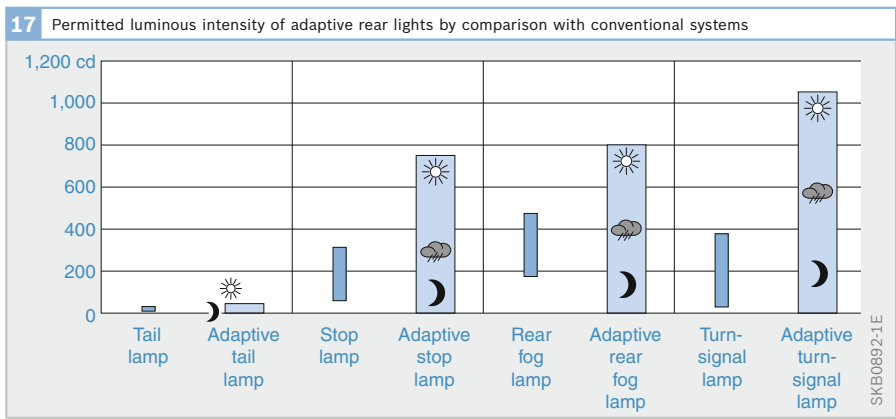 17 Permitted luminous intensity of adaptive rear lights by comparison with conventional systems
1,200 cd
1,000
800
600
400
200
0
Tail
lamp
Adaptive
tail
lamp
Stop
lamp
Adaptive
stop
lamp
Rear
fog
lamp
Adaptive
rear
fog
lamp
Turn-
signal
lamp
Adaptive
turn-
signal
lamp
SKB0892-1E